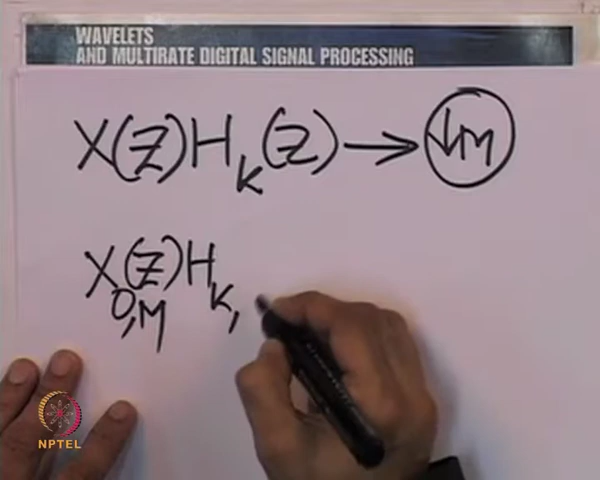 WAVELETS
AND MULTIRATE DIGITAL SIGNAL PROCESSING
X(Z)H_K(Z)→↓M
X_{0,M}(Z)H_{K,
NPTEL